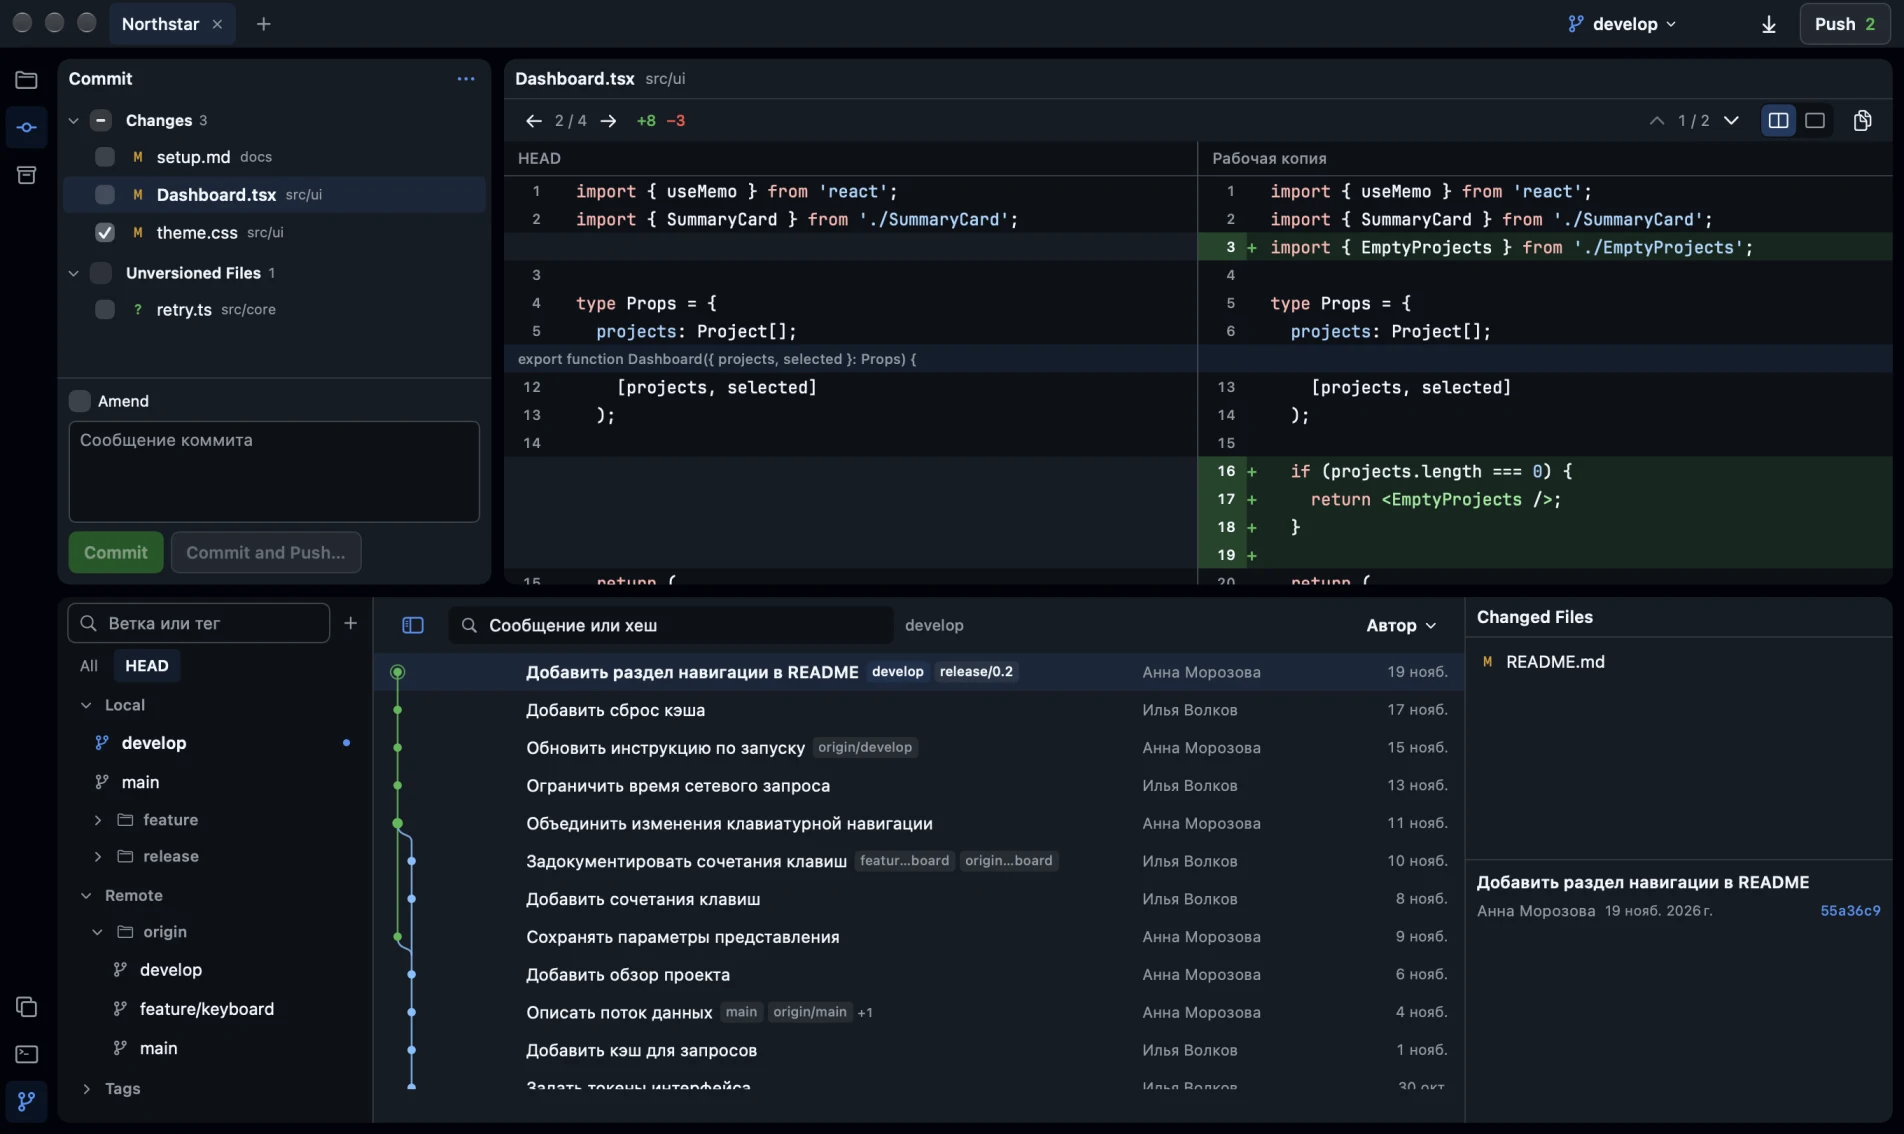 Northstar
develop
Push 2
Commit
Changes 3
M setup.md docs
M Dashboard.tsx src/ui
M theme.css src/ui
Unversioned Files 1
? retry.ts src/core
Amend
Сообщение коммита
Commit
Commit and Push...
Dashboard.tsx src/ui
2 / 4 +8 −3
1 / 2
HEAD
1 import { useMemo } from 'react';
2 import { SummaryCard } from './SummaryCard';
3
4 type Props = {
5 projects: Project[];
export function Dashboard({ projects, selected }: Props) {
12 [projects, selected]
13 );
14
15 return (
Рабочая копия
1 import { useMemo } from 'react';
2 import { SummaryCard } from './SummaryCard';
3 + import { EmptyProjects } from './EmptyProjects';
4
5 type Props = {
6 projects: Project[];
13 [projects, selected]
14 );
15
16 + if (projects.length === 0) {
17 + return <EmptyProjects />;
18 + }
19 +
20 return (
Ветка или тег
All HEAD
Local
develop
main
feature
release
Remote
origin
develop
feature/keyboard
main
Tags
Сообщение или хеш
develop
Автор
Добавить раздел навигации в README develop release/0.2 Анна Морозова 19 нояб.
Добавить сброс кэша Илья Волков 17 нояб.
Обновить инструкцию по запуску origin/develop Анна Морозова 15 нояб.
Ограничить время сетевого запроса Илья Волков 13 нояб.
Объединить изменения клавиатурной навигации Анна Морозова 11 нояб.
Задокументировать сочетания клавиш featur...board origin...board Илья Волков 10 нояб.
Добавить сочетания клавиш Илья Волков 8 нояб.
Сохранять параметры представления Анна Морозова 9 нояб.
Добавить обзор проекта Анна Морозова 6 нояб.
Описать поток данных main origin/main +1 Анна Морозова 4 нояб.
Добавить кэш для запросов Илья Волков 1 нояб.
Задать токены интерфейса Илья Волков 30 окт.
Changed Files
M README.md
Добавить раздел навигации в README
Анна Морозова 19 нояб. 2026 г. 55a36c9